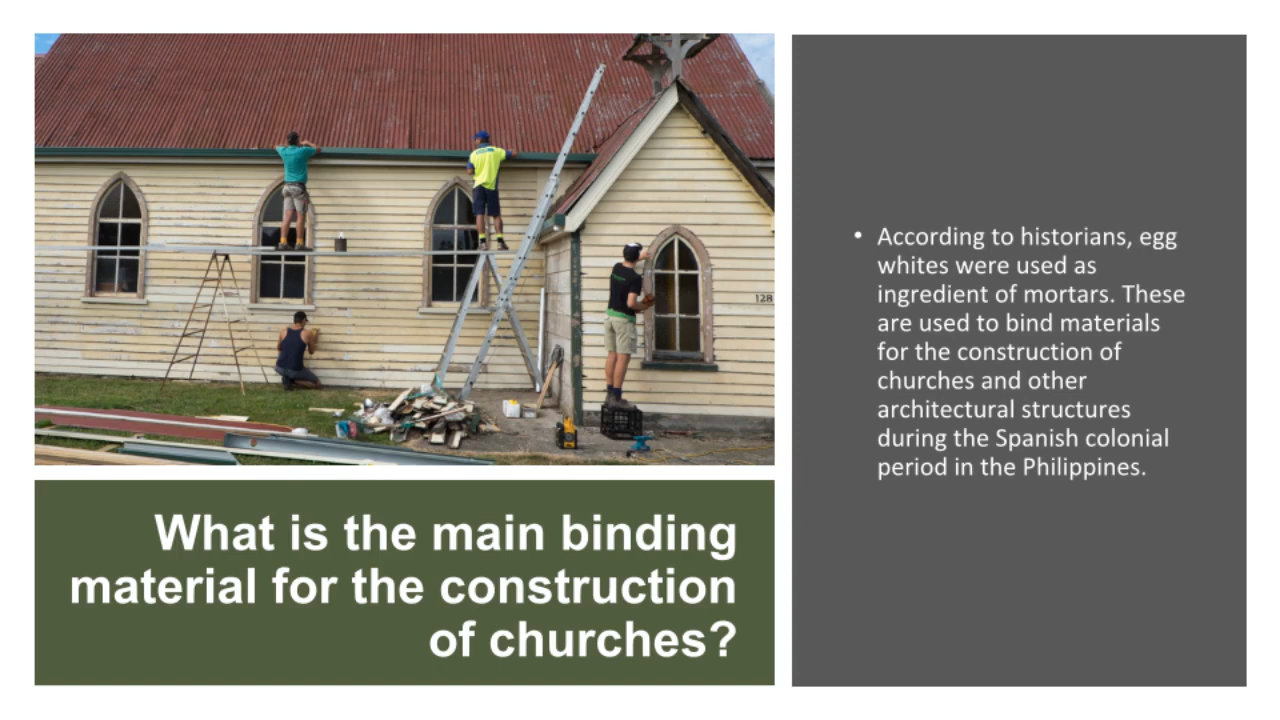 128
What is the main binding
material for the construction
of churches?
• According to historians, egg
whites were used as
ingredient of mortars. These
are used to bind materials
for the construction of
churches and other
architectural structures
during the Spanish colonial
period in the Philippines.